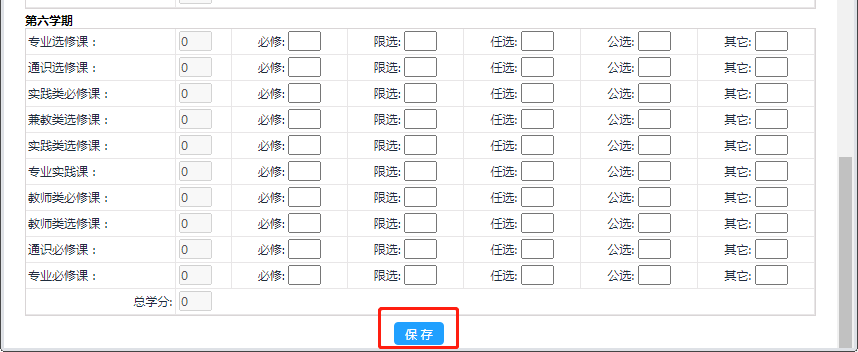 第六学期
专业选修课： 0 必修: 限选: 任选: 公选: 其它:
通识选修课： 0 必修: 限选: 任选: 公选: 其它:
实践类必修课： 0 必修: 限选: 任选: 公选: 其它:
兼教类选修课： 0 必修: 限选: 任选: 公选: 其它:
实践类选修课： 0 必修: 限选: 任选: 公选: 其它:
专业实践课： 0 必修: 限选: 任选: 公选: 其它:
教师类必修课： 0 必修: 限选: 任选: 公选: 其它:
教师类选修课： 0 必修: 限选: 任选: 公选: 其它:
通识必修课： 0 必修: 限选: 任选: 公选: 其它:
专业必修课： 0 必修: 限选: 任选: 公选: 其它:
总学分: 0
保存